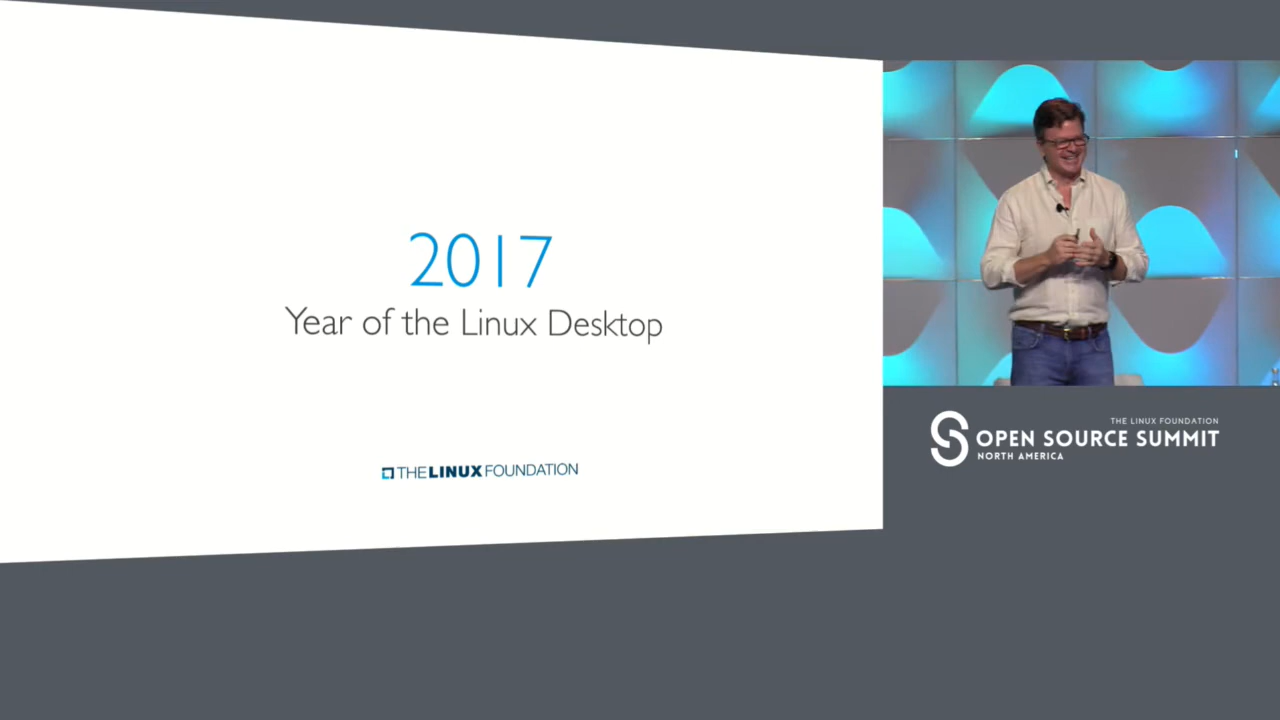 2017
Year of the Linux Desktop
THE LINUX FOUNDATION
THE LINUX FOUNDATION
OPEN SOURCE SUMMIT
NORTH AMERICA